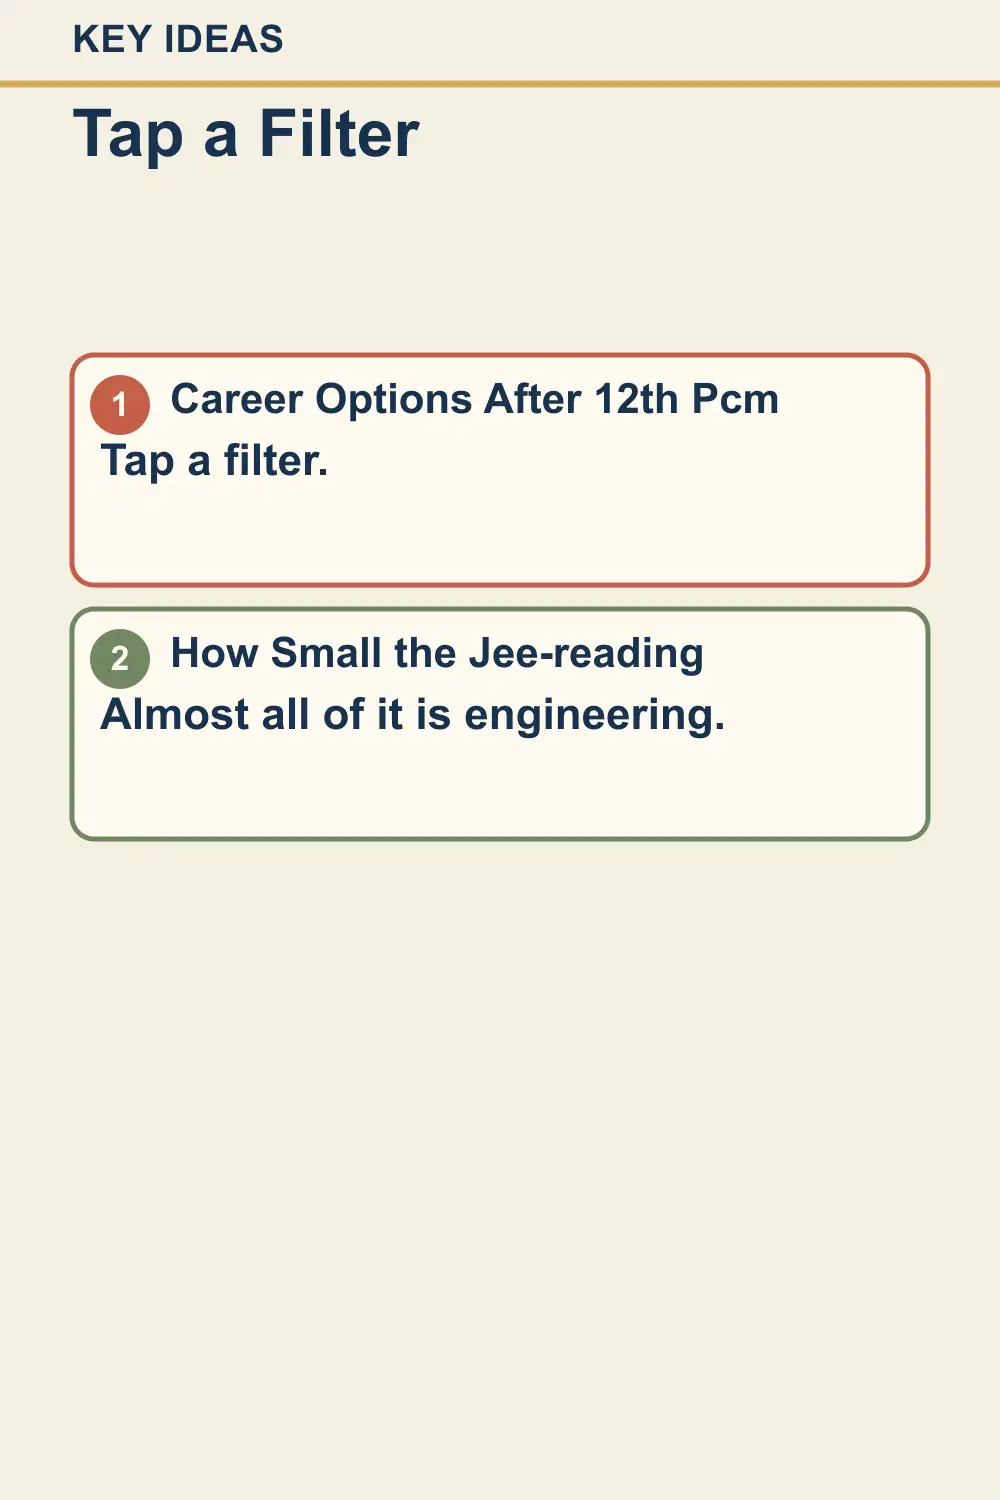 KEY IDEAS
Tap a Filter
1 Career Options After 12th Pcm
Tap a filter.
2 How Small the Jee-reading
Almost all of it is engineering.